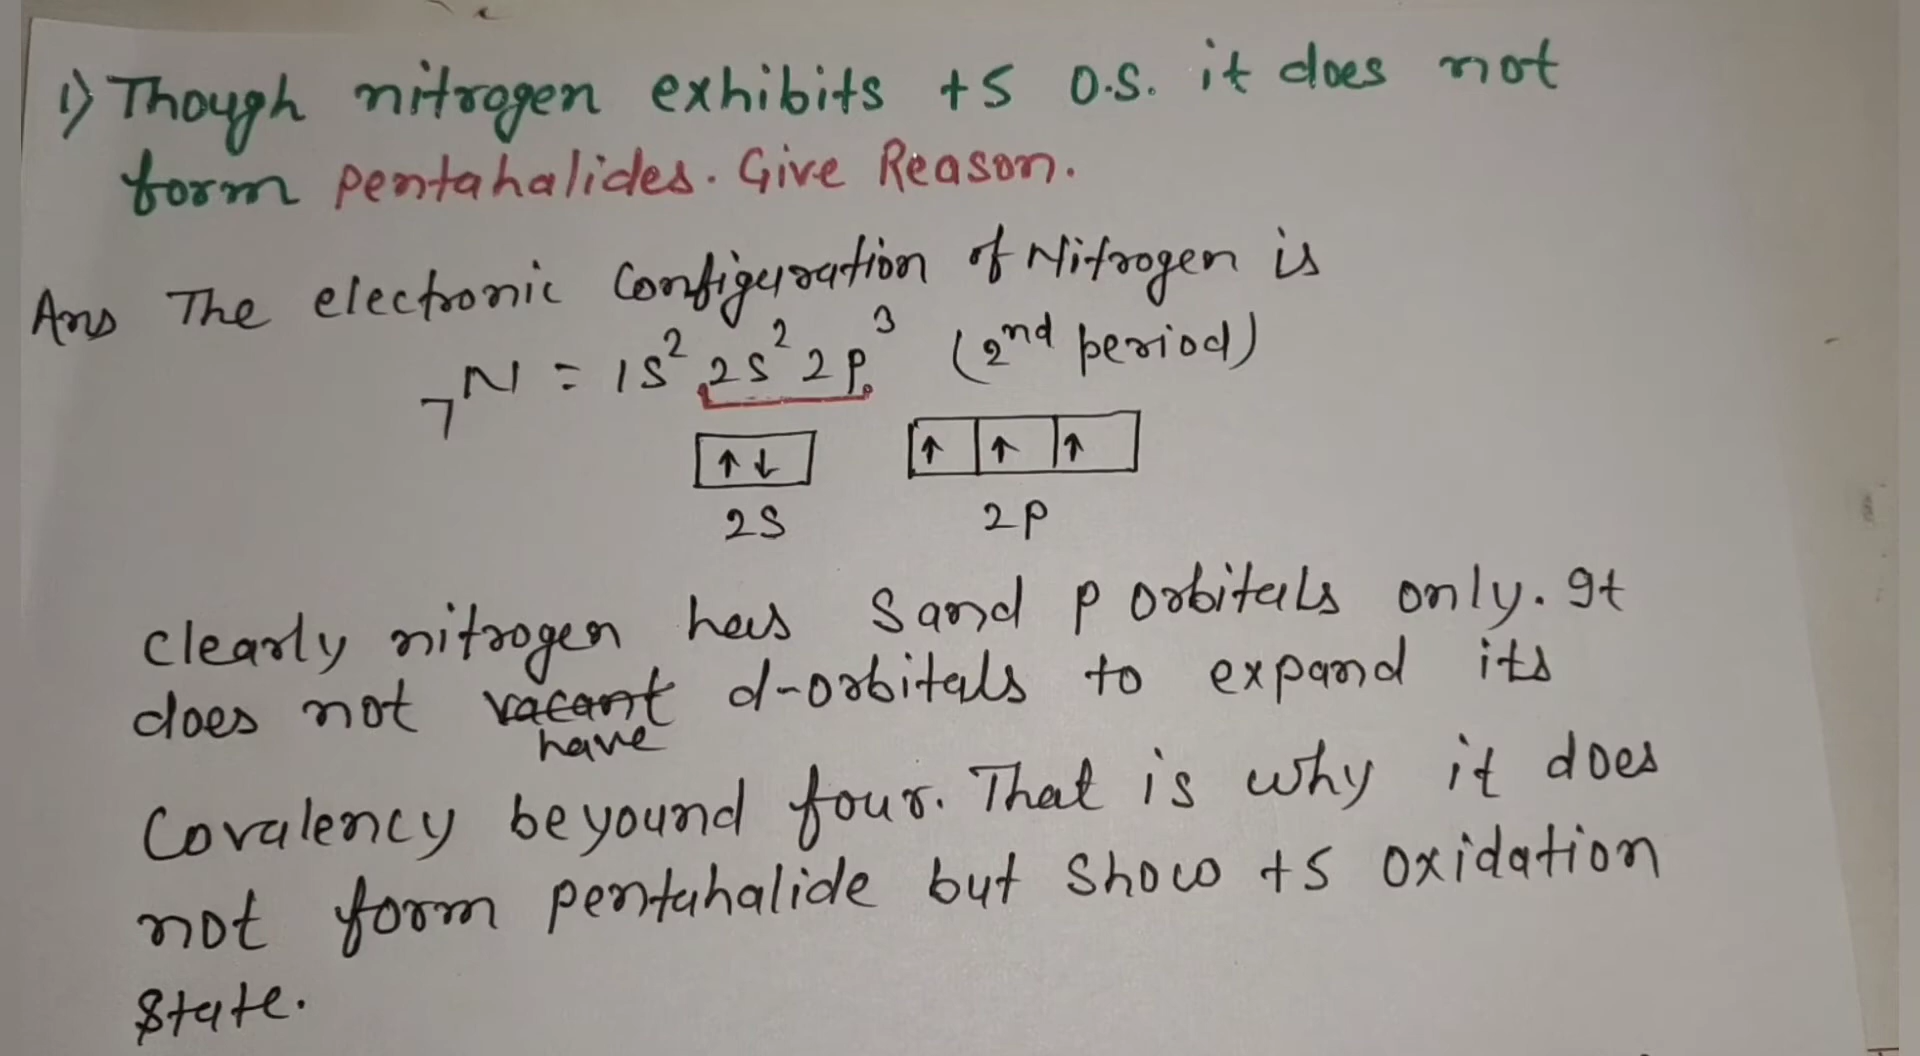 1) Though nitrogen exhibits +5 O.S. it does not
form pentahalides. Give Reason.
Ans The electronic configuration of Nitrogen is
₇N = 1s² 2s² 2p³ (2nd period)
↑↓ ↑ ↑ ↑
2s 2p
clearly nitrogen has s and p orbitals only. It
does not vacant d-orbitals to expand its
have
covalency beyound four. That is why it does
not form pentahalide but show +5 oxidation
state.